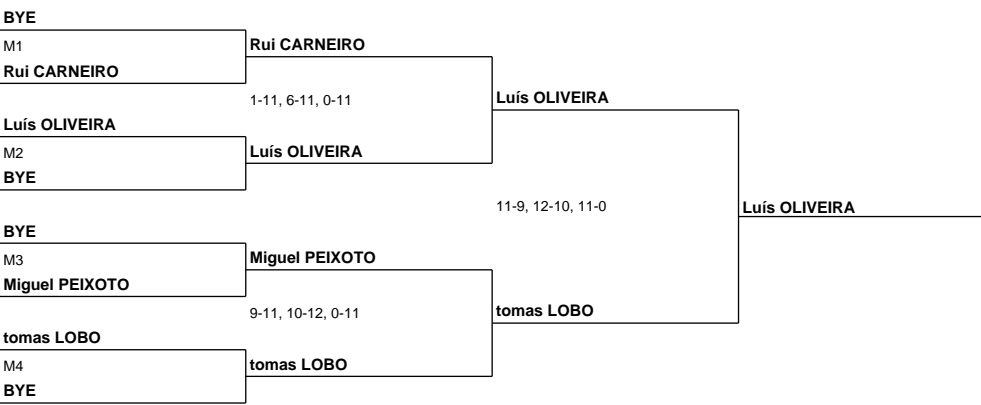 BYE
M1
Rui CARNEIRO
Rui CARNEIRO
1-11, 6-11, 0-11
Luís OLIVEIRA
Luís OLIVEIRA
M2
BYE
Luís OLIVEIRA
11-9, 12-10, 11-0
Luís OLIVEIRA
BYE
M3
Miguel PEIXOTO
Miguel PEIXOTO
9-11, 10-12, 0-11
tomas LOBO
tomas LOBO
M4
BYE
tomas LOBO